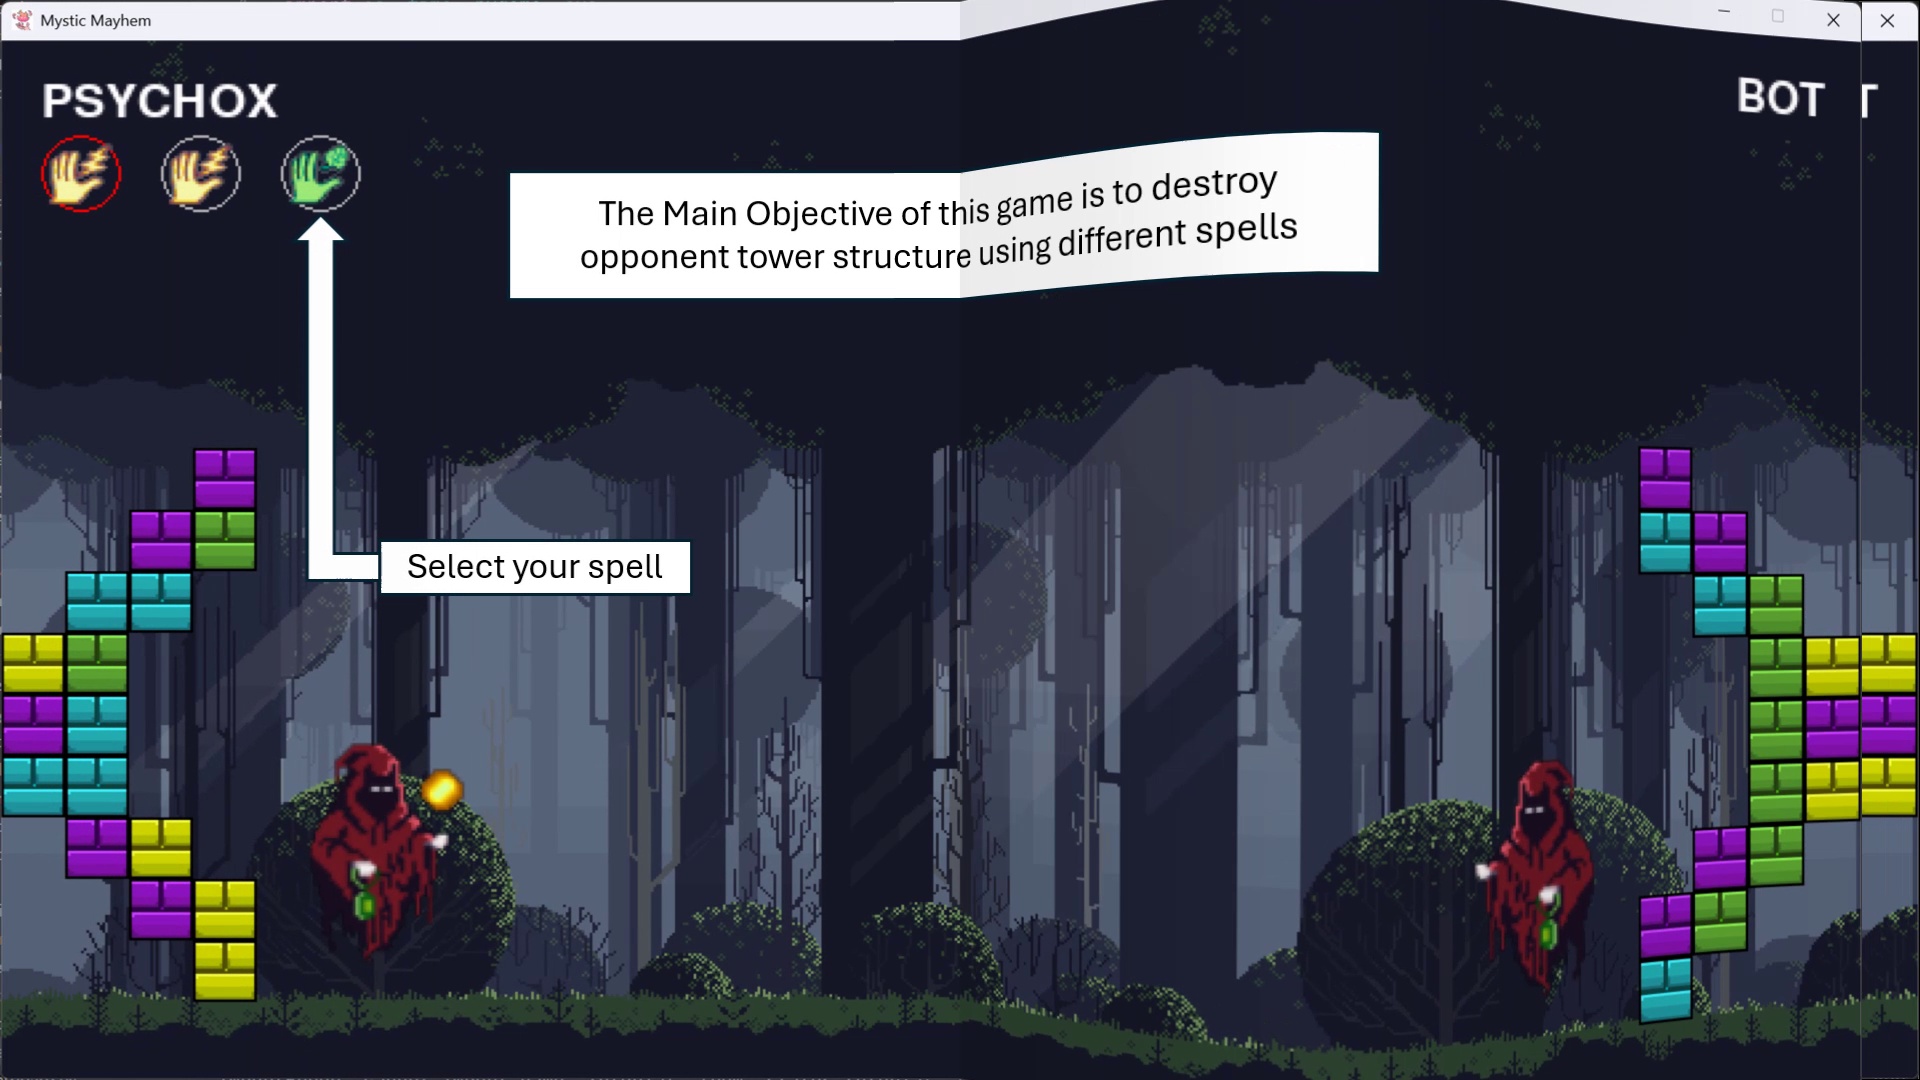 Mystic Mayhem
PSYCHOX
BOT
T
The Main Objective of this game is to destroy
opponent tower structure using different spells
Select your spell